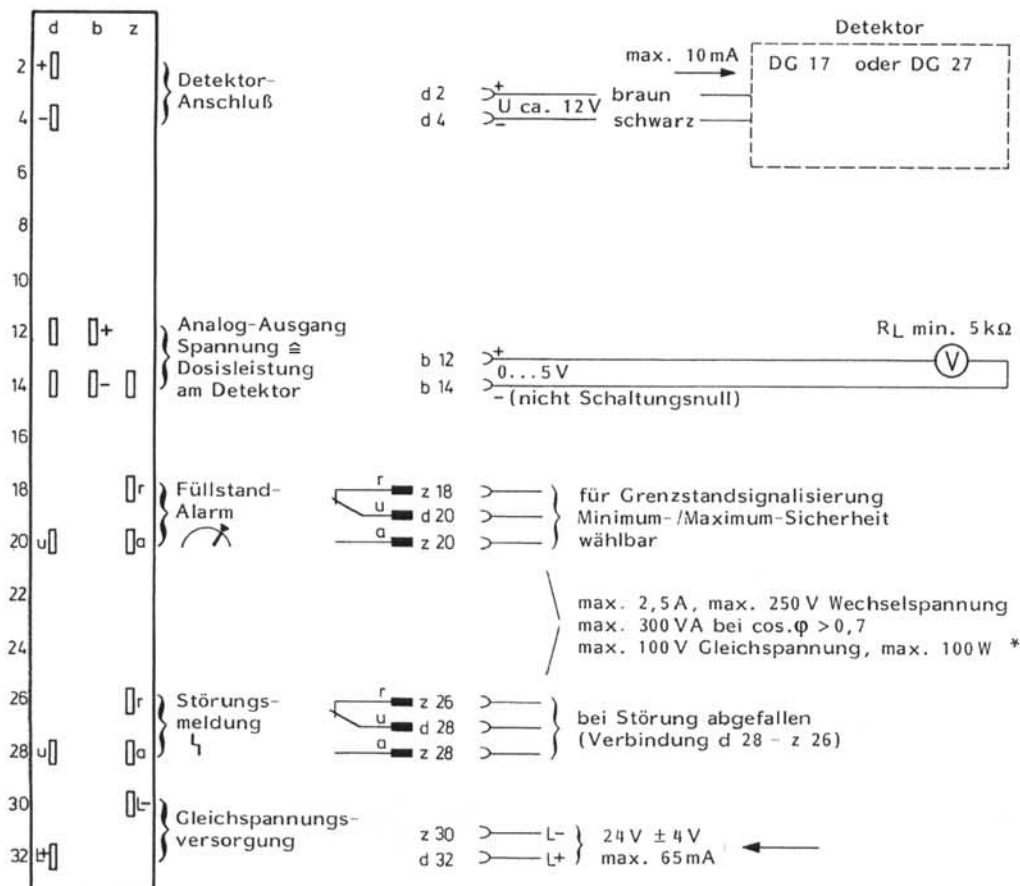 d b z
2 +
4 -
6
8
10
12 +
14 -
16
18 r
20 u a
22
24
26 r
28 u a
30 L-
32 L+
Detektor-
Anschluß
d 2 + braun
U ca. 12 V
d 4 - schwarz
max. 10 mA
Detektor
DG 17 oder DG 27
Analog-Ausgang
Spannung ≙
Dosisleistung
am Detektor
b 12 +
0...5 V
b 14
- (nicht Schaltungsnull)
RL min. 5 kΩ
V
Füllstand-
Alarm
r z 18
u d 20
a z 20
für Grenzstandsignalisierung
Minimum-/Maximum-Sicherheit
wählbar
max. 2,5 A, max. 250 V Wechselspannung
max. 300 VA bei cos.φ > 0,7
max. 100 V Gleichspannung, max. 100 W *
Störungs-
meldung
r z 26
u d 28
a z 28
bei Störung abgefallen
(Verbindung d 28 - z 26)
Gleichspannungs-
versorgung
z 30 L-
d 32 L+
24 V ± 4 V
max. 65 mA